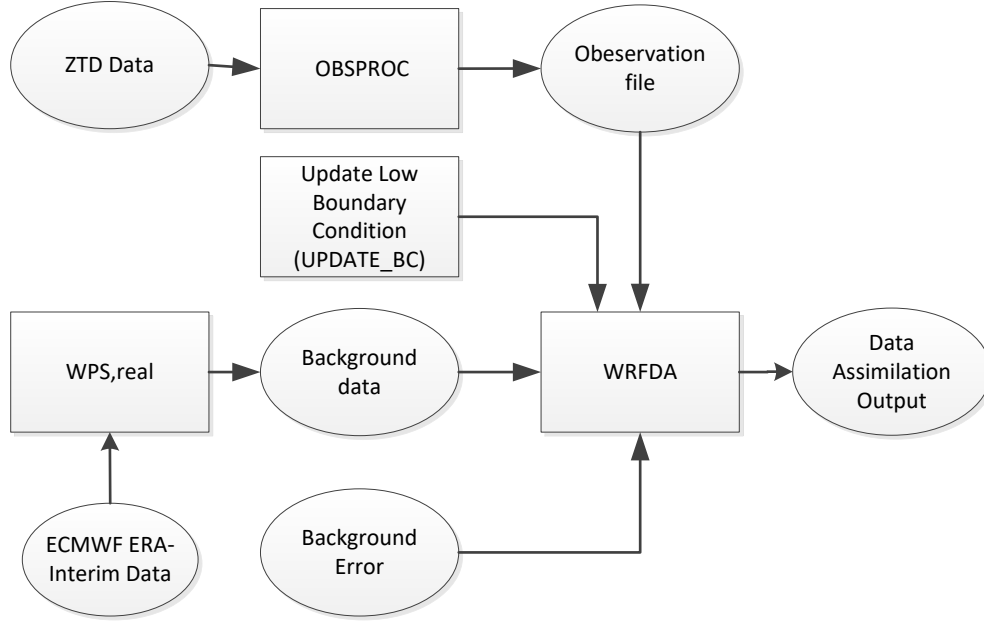 ZTD Data
OBSPROC
Obeservation
file
Update Low
Boundary
Condition
(UPDATE_BC)
WPS,real
Background
data
WRFDA
Data
Assimilation
Output
ECMWF ERA-
Interim Data
Background
Error